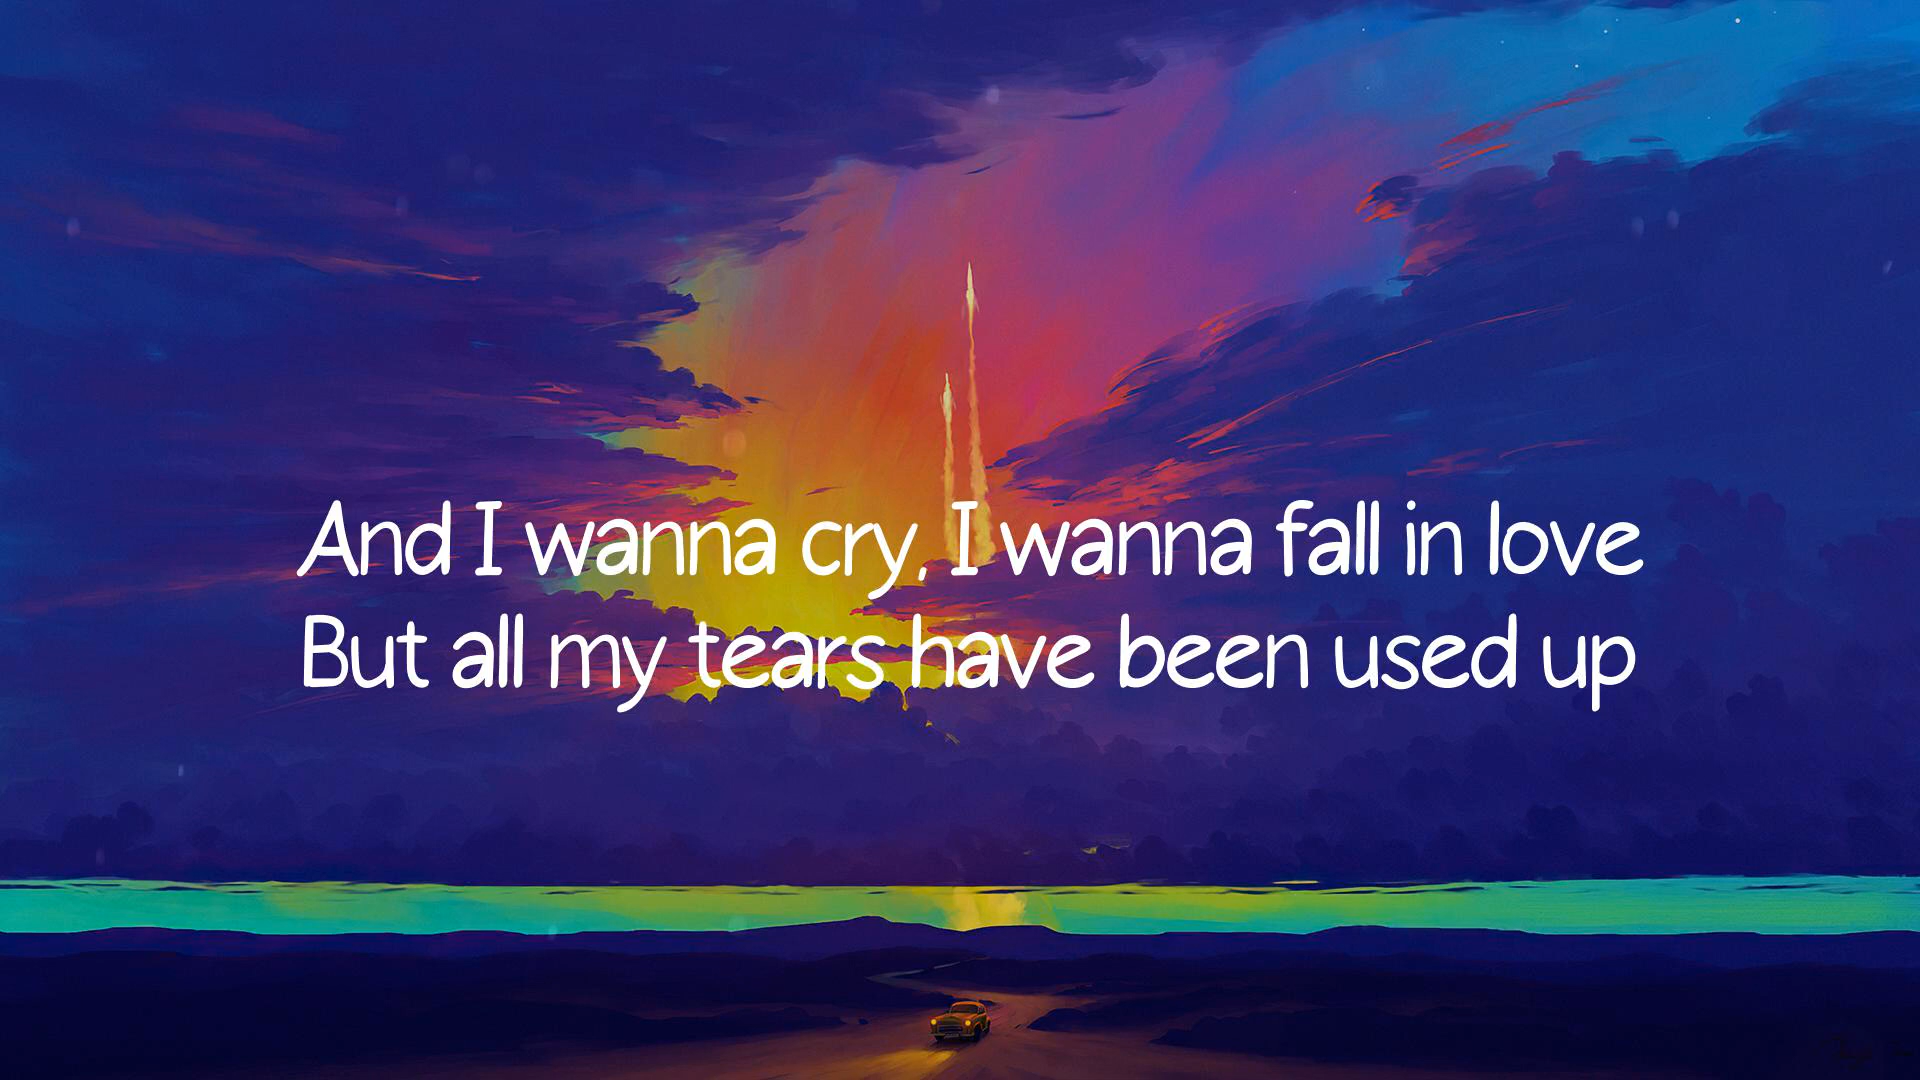 And I wanna cry, I wanna fall in love
But all my tears have been used up